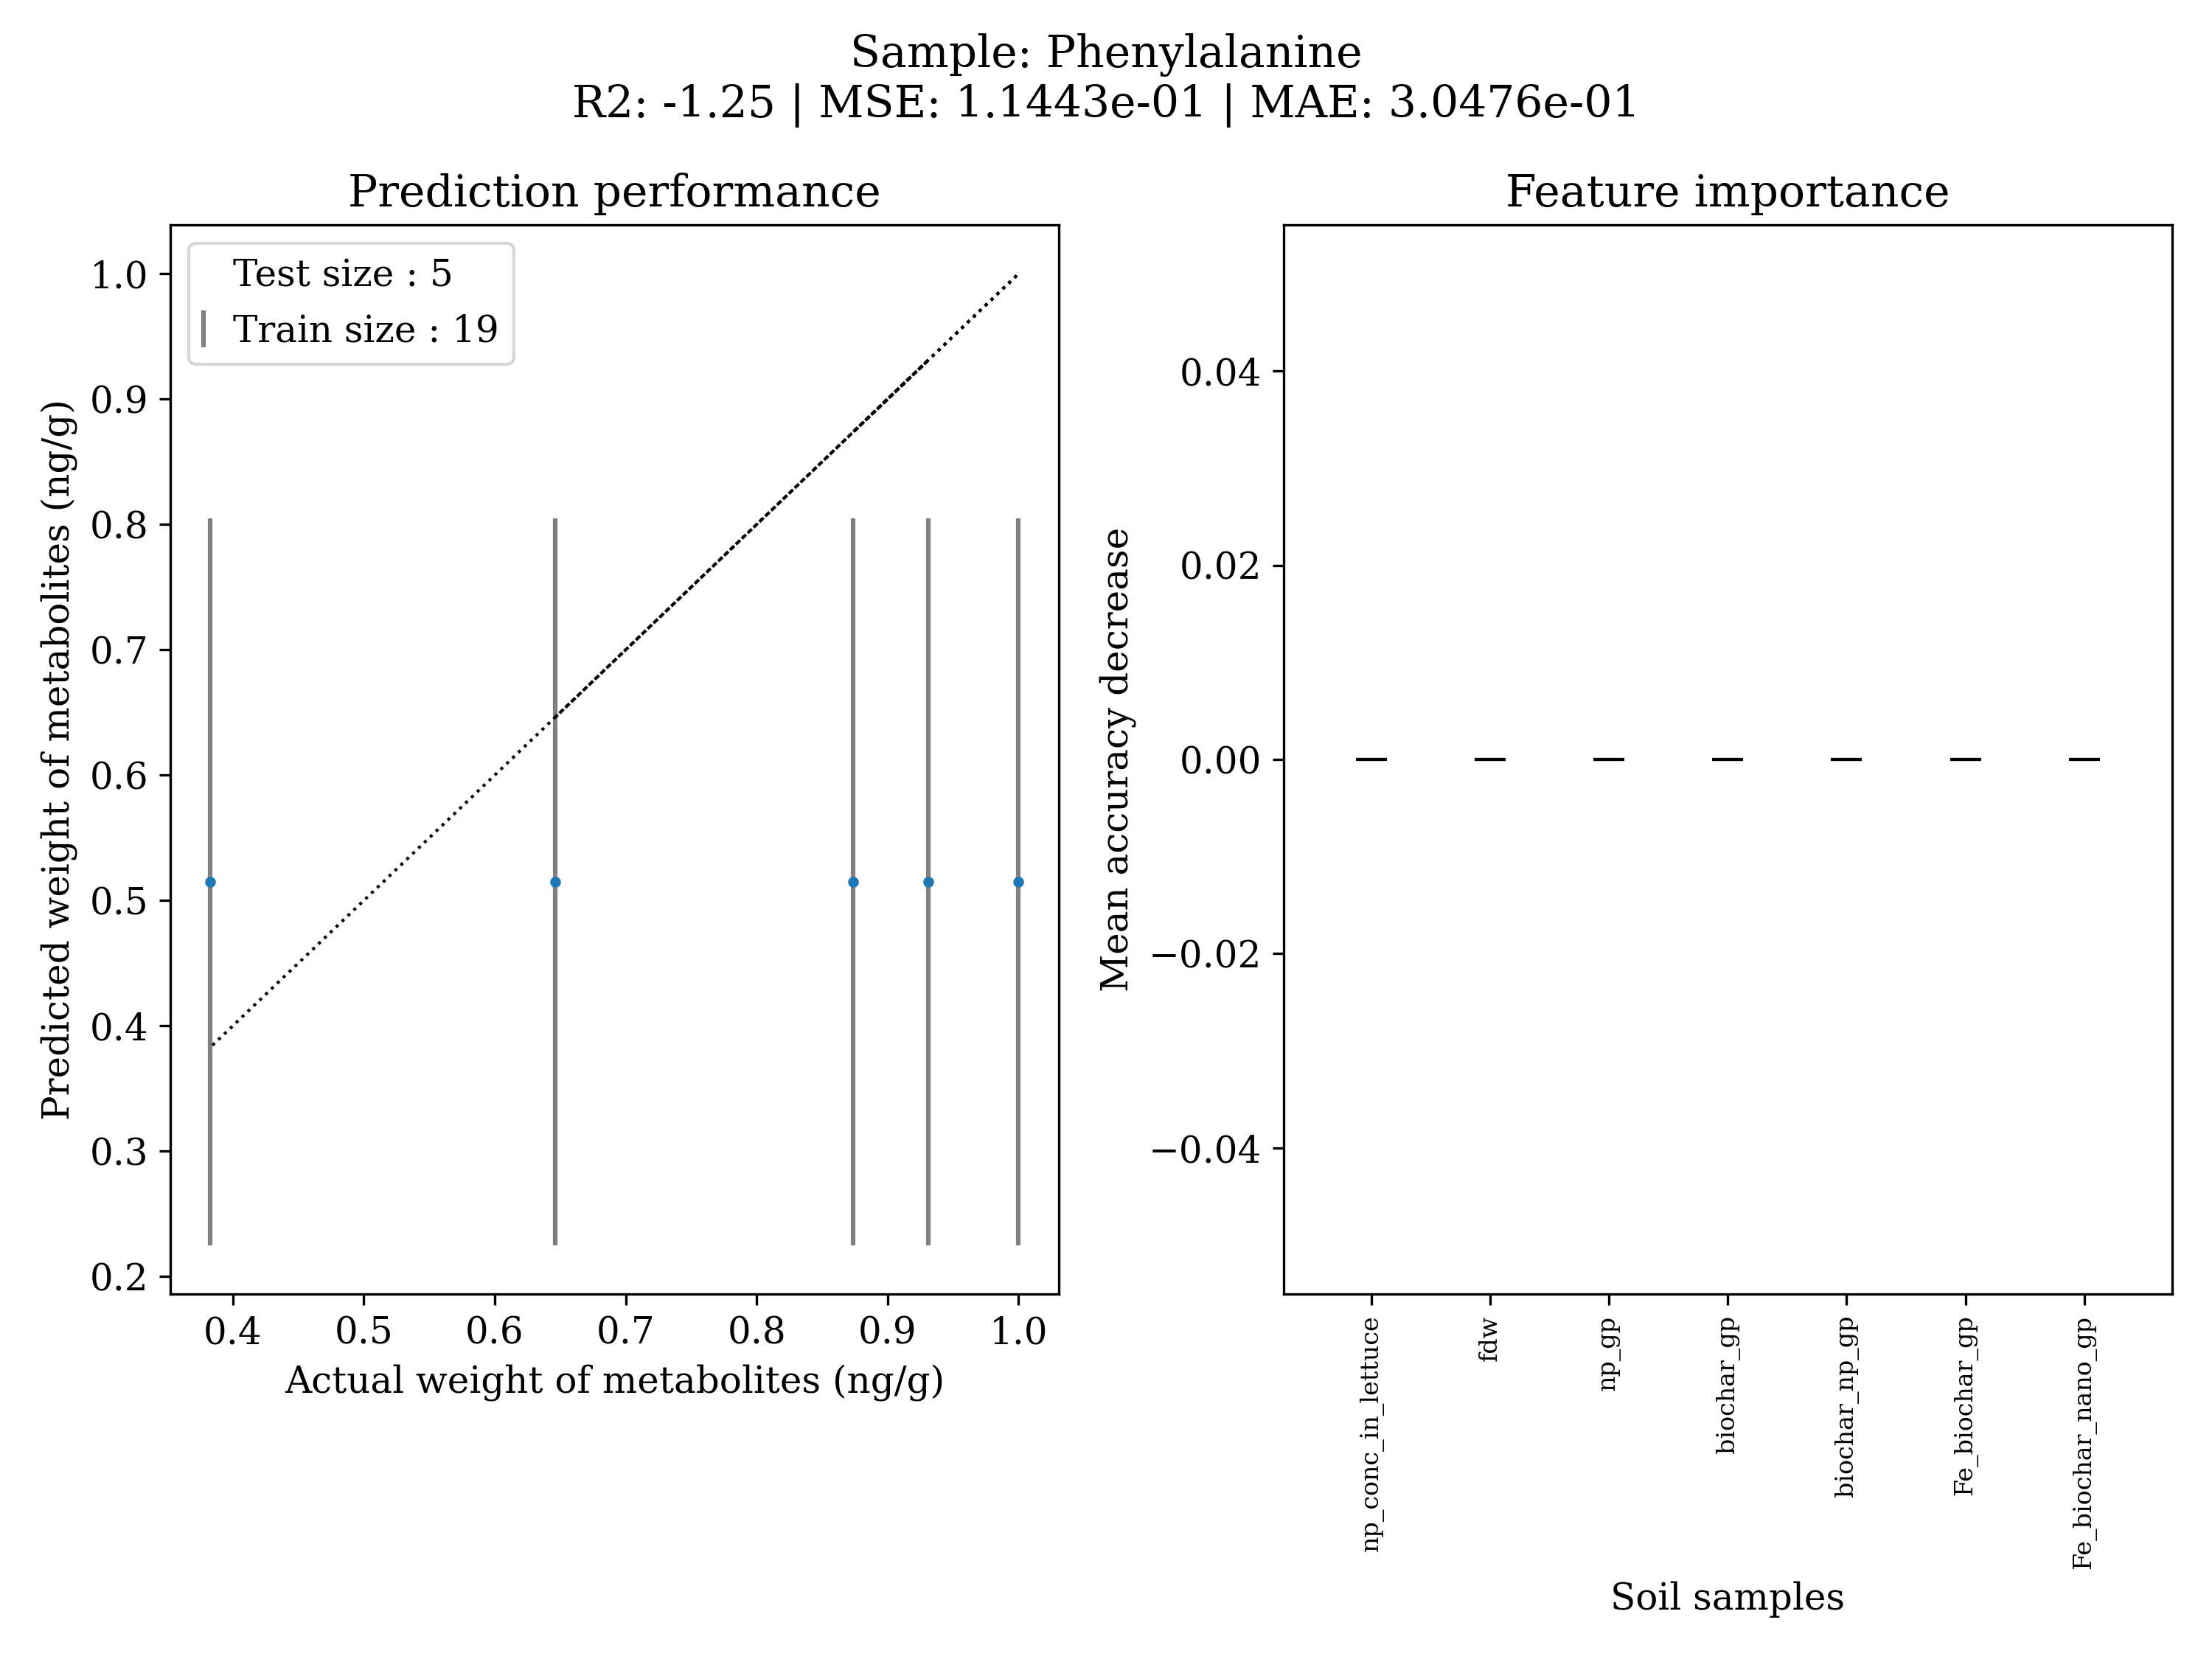 Sample: Phenylalanine
R2: -1.25 | MSE: 1.1443e-01 | MAE: 3.0476e-01
Prediction performance
Test size : 5
Train size : 19
1.0
0.9
0.8
0.7
0.6
0.5
0.4
0.3
0.2
Predicted weight of metabolites (ng/g)
0.4 0.5 0.6 0.7 0.8 0.9 1.0
Actual weight of metabolites (ng/g)
Feature importance
0.04
0.02
0.00
−0.02
−0.04
Mean accuracy decrease
np_conc_in_lettuce
fdw
np_gp
biochar_gp
biochar_np_gp
Fe_biochar_gp
Fe_biochar_nano_gp
Soil samples